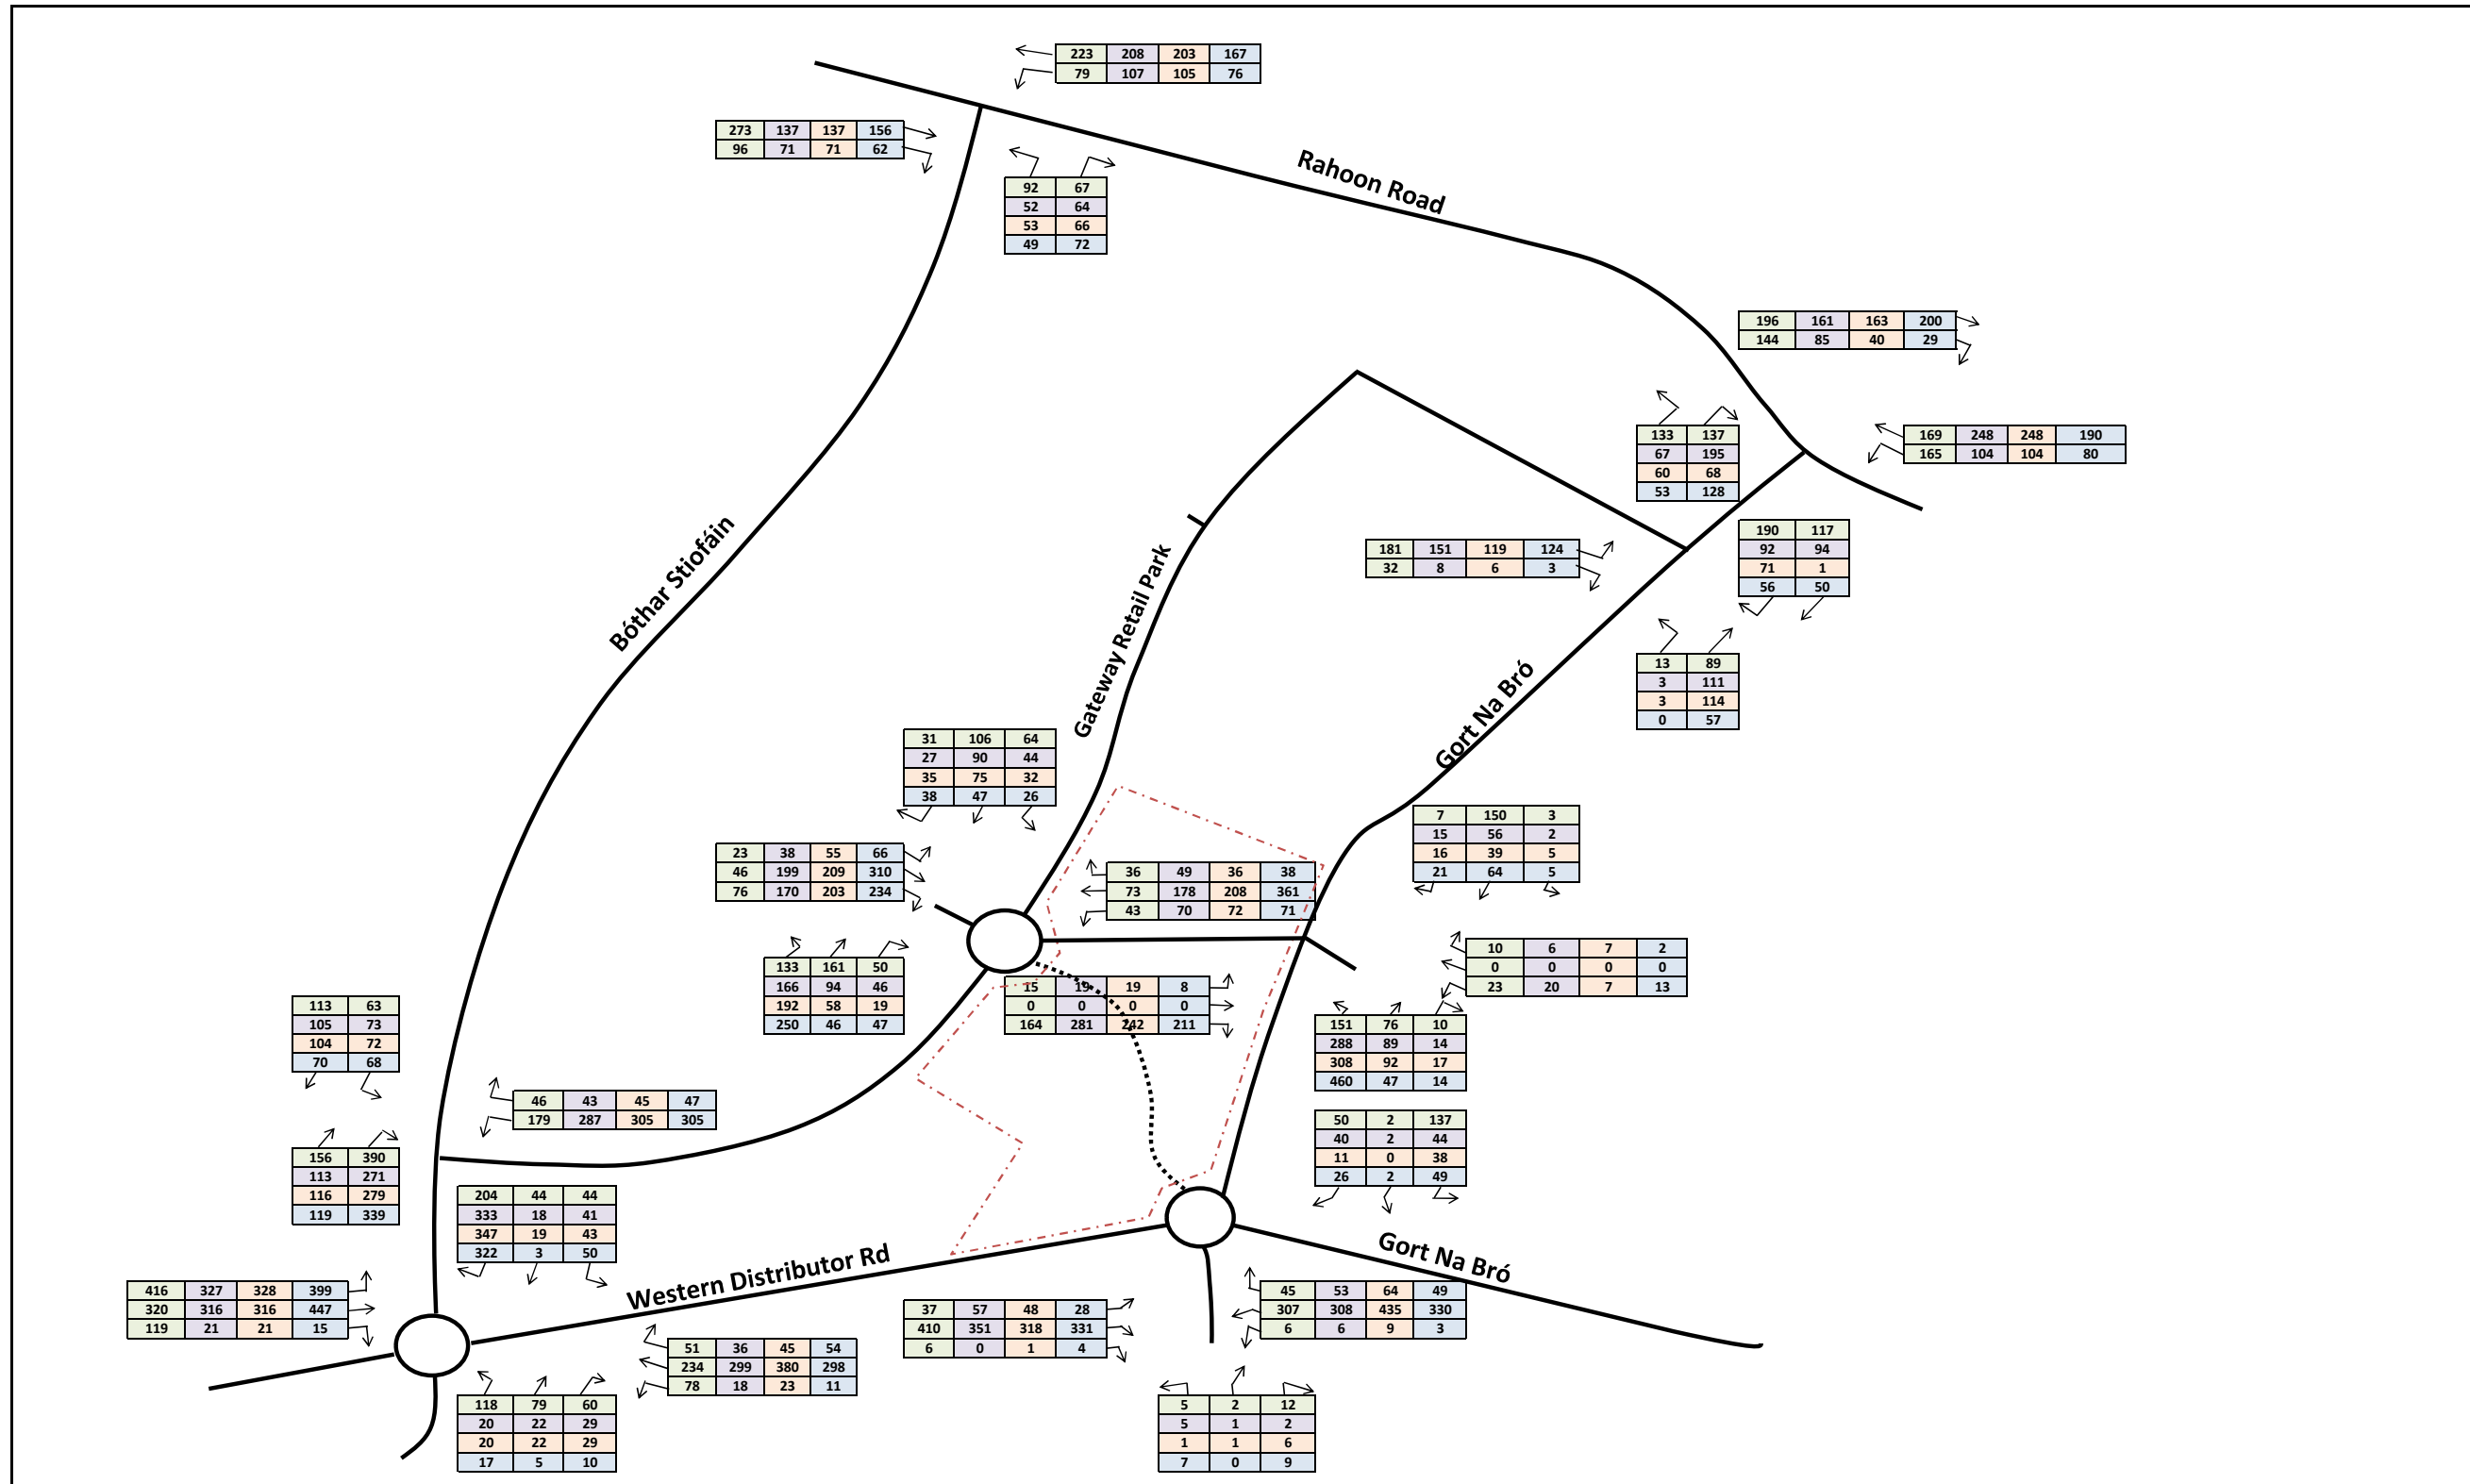 223 208 203 167
79 107 105 76
273 137 137 156
96 71 71 62
92 67
52 64
53 66
49 72
Rahoon Road
196 161 163 200
144 85 40 29
133 137
67 195
60 68
53 128
169 248 248 190
165 104 104 80
190 117
92 94
71 1
56 50
181 151 119 124
32 8 6 3
Bóthar Stiofáin
Gateway Retail Park
13 89
3 111
3 114
0 57
Gort Na Bró
31 106 64
27 90 44
35 75 32
38 47 26
7 150 3
15 56 2
16 39 5
21 64 5
23 38 55 66
46 199 209 310
76 170 203 234
36 49 36 38
73 178 208 361
43 70 72 71
10 6 7 2
0 0 0 0
23 20 7 13
133 161 50
166 94 46
192 58 19
250 46 47
15 19 19 8
0 0 0 0
164 281 242 211
151 76 10
288 89 14
308 92 17
460 47 14
113 63
105 73
104 72
70 68
46 43 45 47
179 287 305 305
50 2 137
40 2 44
11 0 38
26 2 49
156 390
113 271
116 279
119 339
204 44 44
333 18 41
347 19 43
322 3 50
Western Distributor Rd
Gort Na Bró
416 327 328 399
320 316 316 447
119 21 21 15
37 57 48 28
410 351 318 331
6 0 1 4
45 53 64 49
307 308 435 330
6 6 9 3
51 36 45 54
234 299 380 298
78 18 23 11
118 79 60
20 22 29
20 22 29
17 5 10
5 2 12
5 1 2
1 1 6
7 0 9